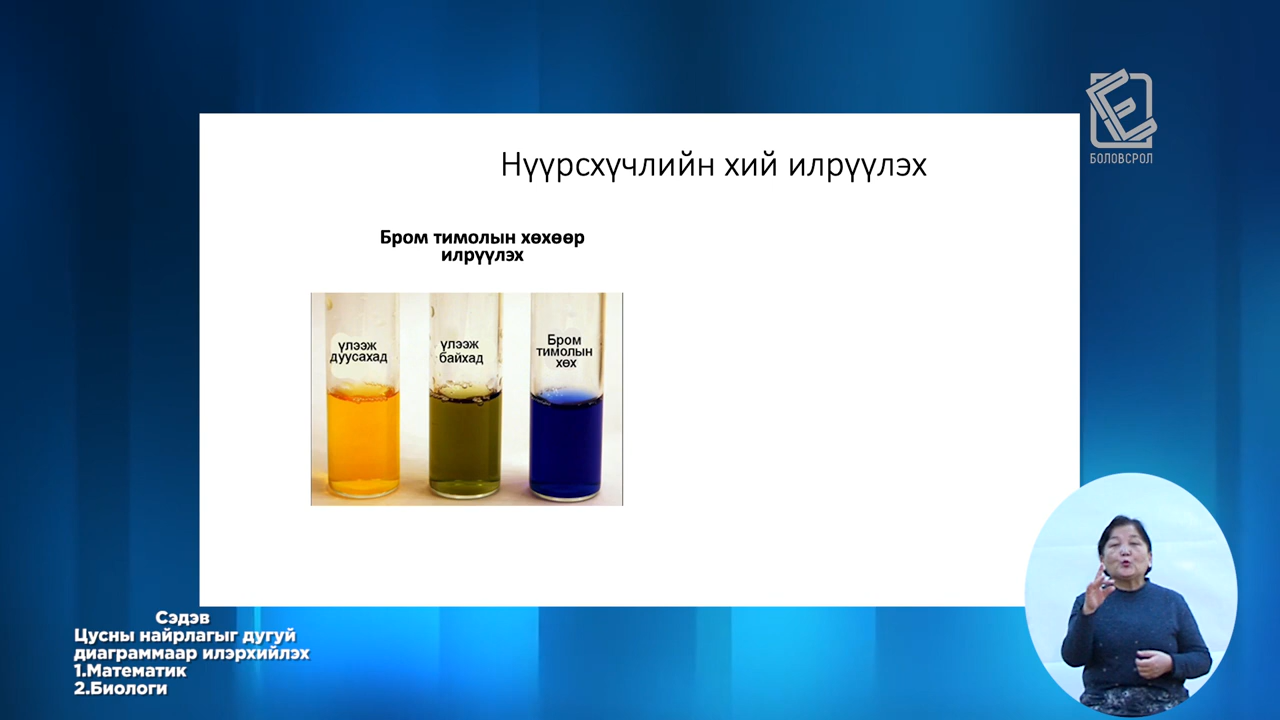 БОЛОВСРОЛ
Нүүрсхүчлийн хий илрүүлэх
Бром тимолын хөхөөр
илрүүлэх
үлээж
дуусахад
үлээж
байхад
Бром
тимолын
хөх
Сэдэв
Цусны найрлагыг дугуй
диаграммаар илэрхийлэх
1.Математик
2.Биологи